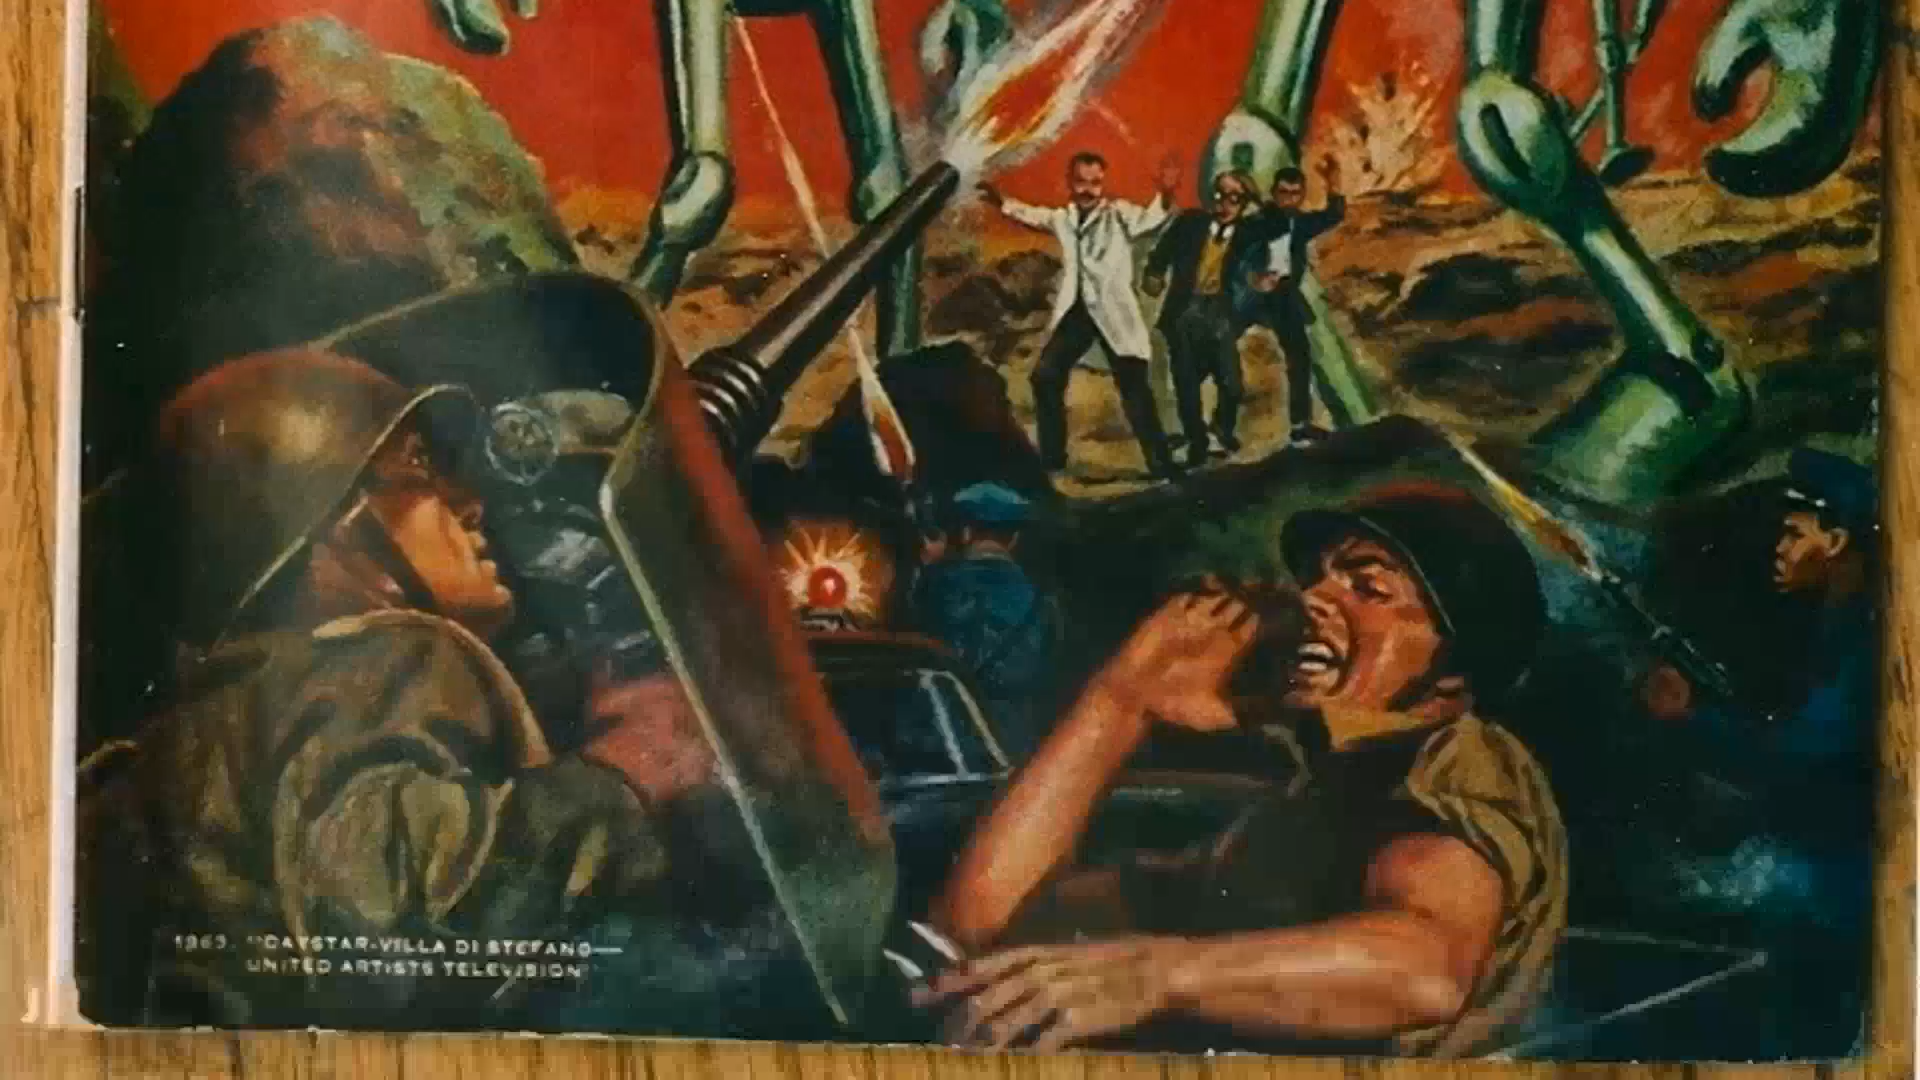 1963. "DAYSTAR-VILLA DI STEFANO—
UNITED ARTISTS TELEVISION"